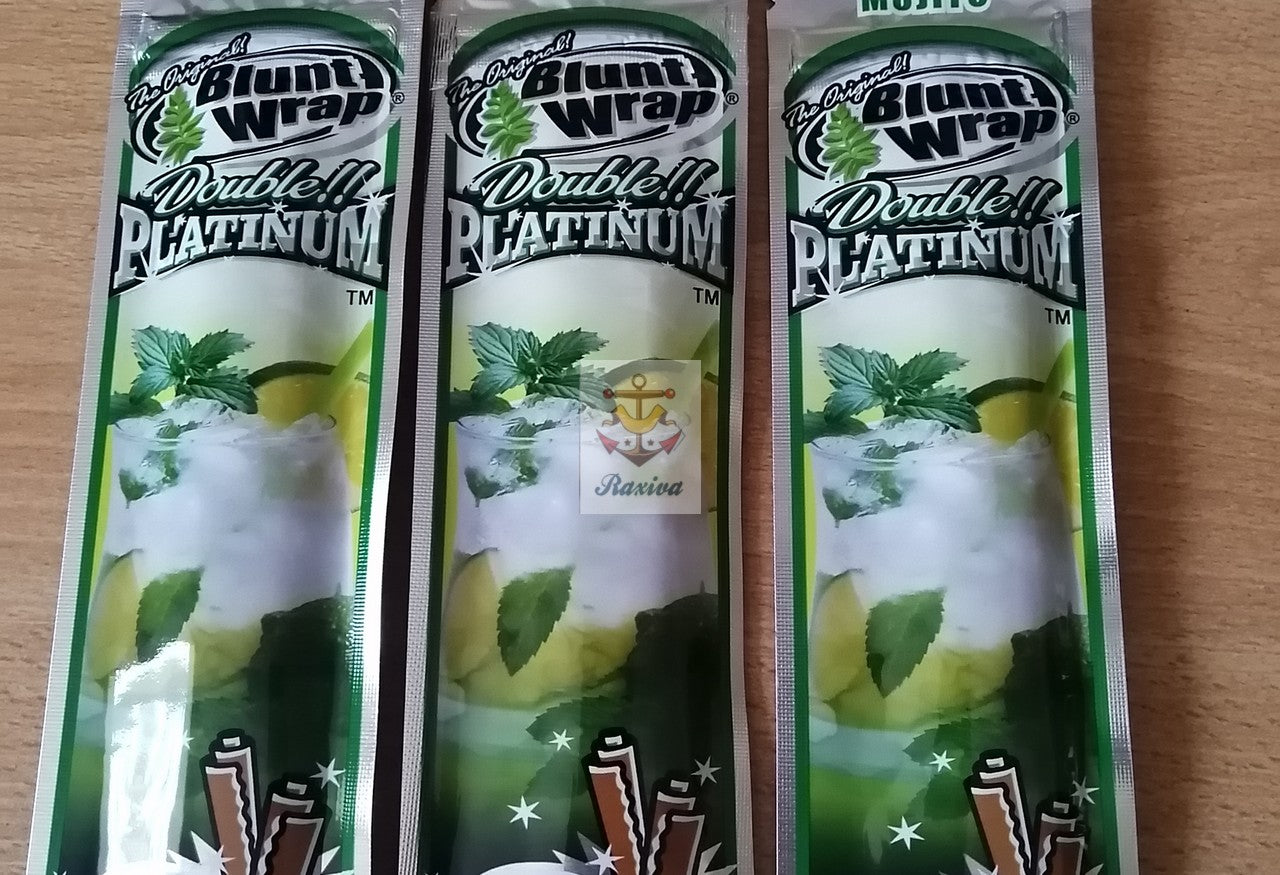 The Original!
Blunt
Wrap®
Double!!
PLATINUM
TM
The Original!
Blunt
Wrap®
Double!!
PLATINUM
TM
MOJITO
The Original!
Blunt
Wrap®
Double!!
PLATINUM
TM
Raxiva